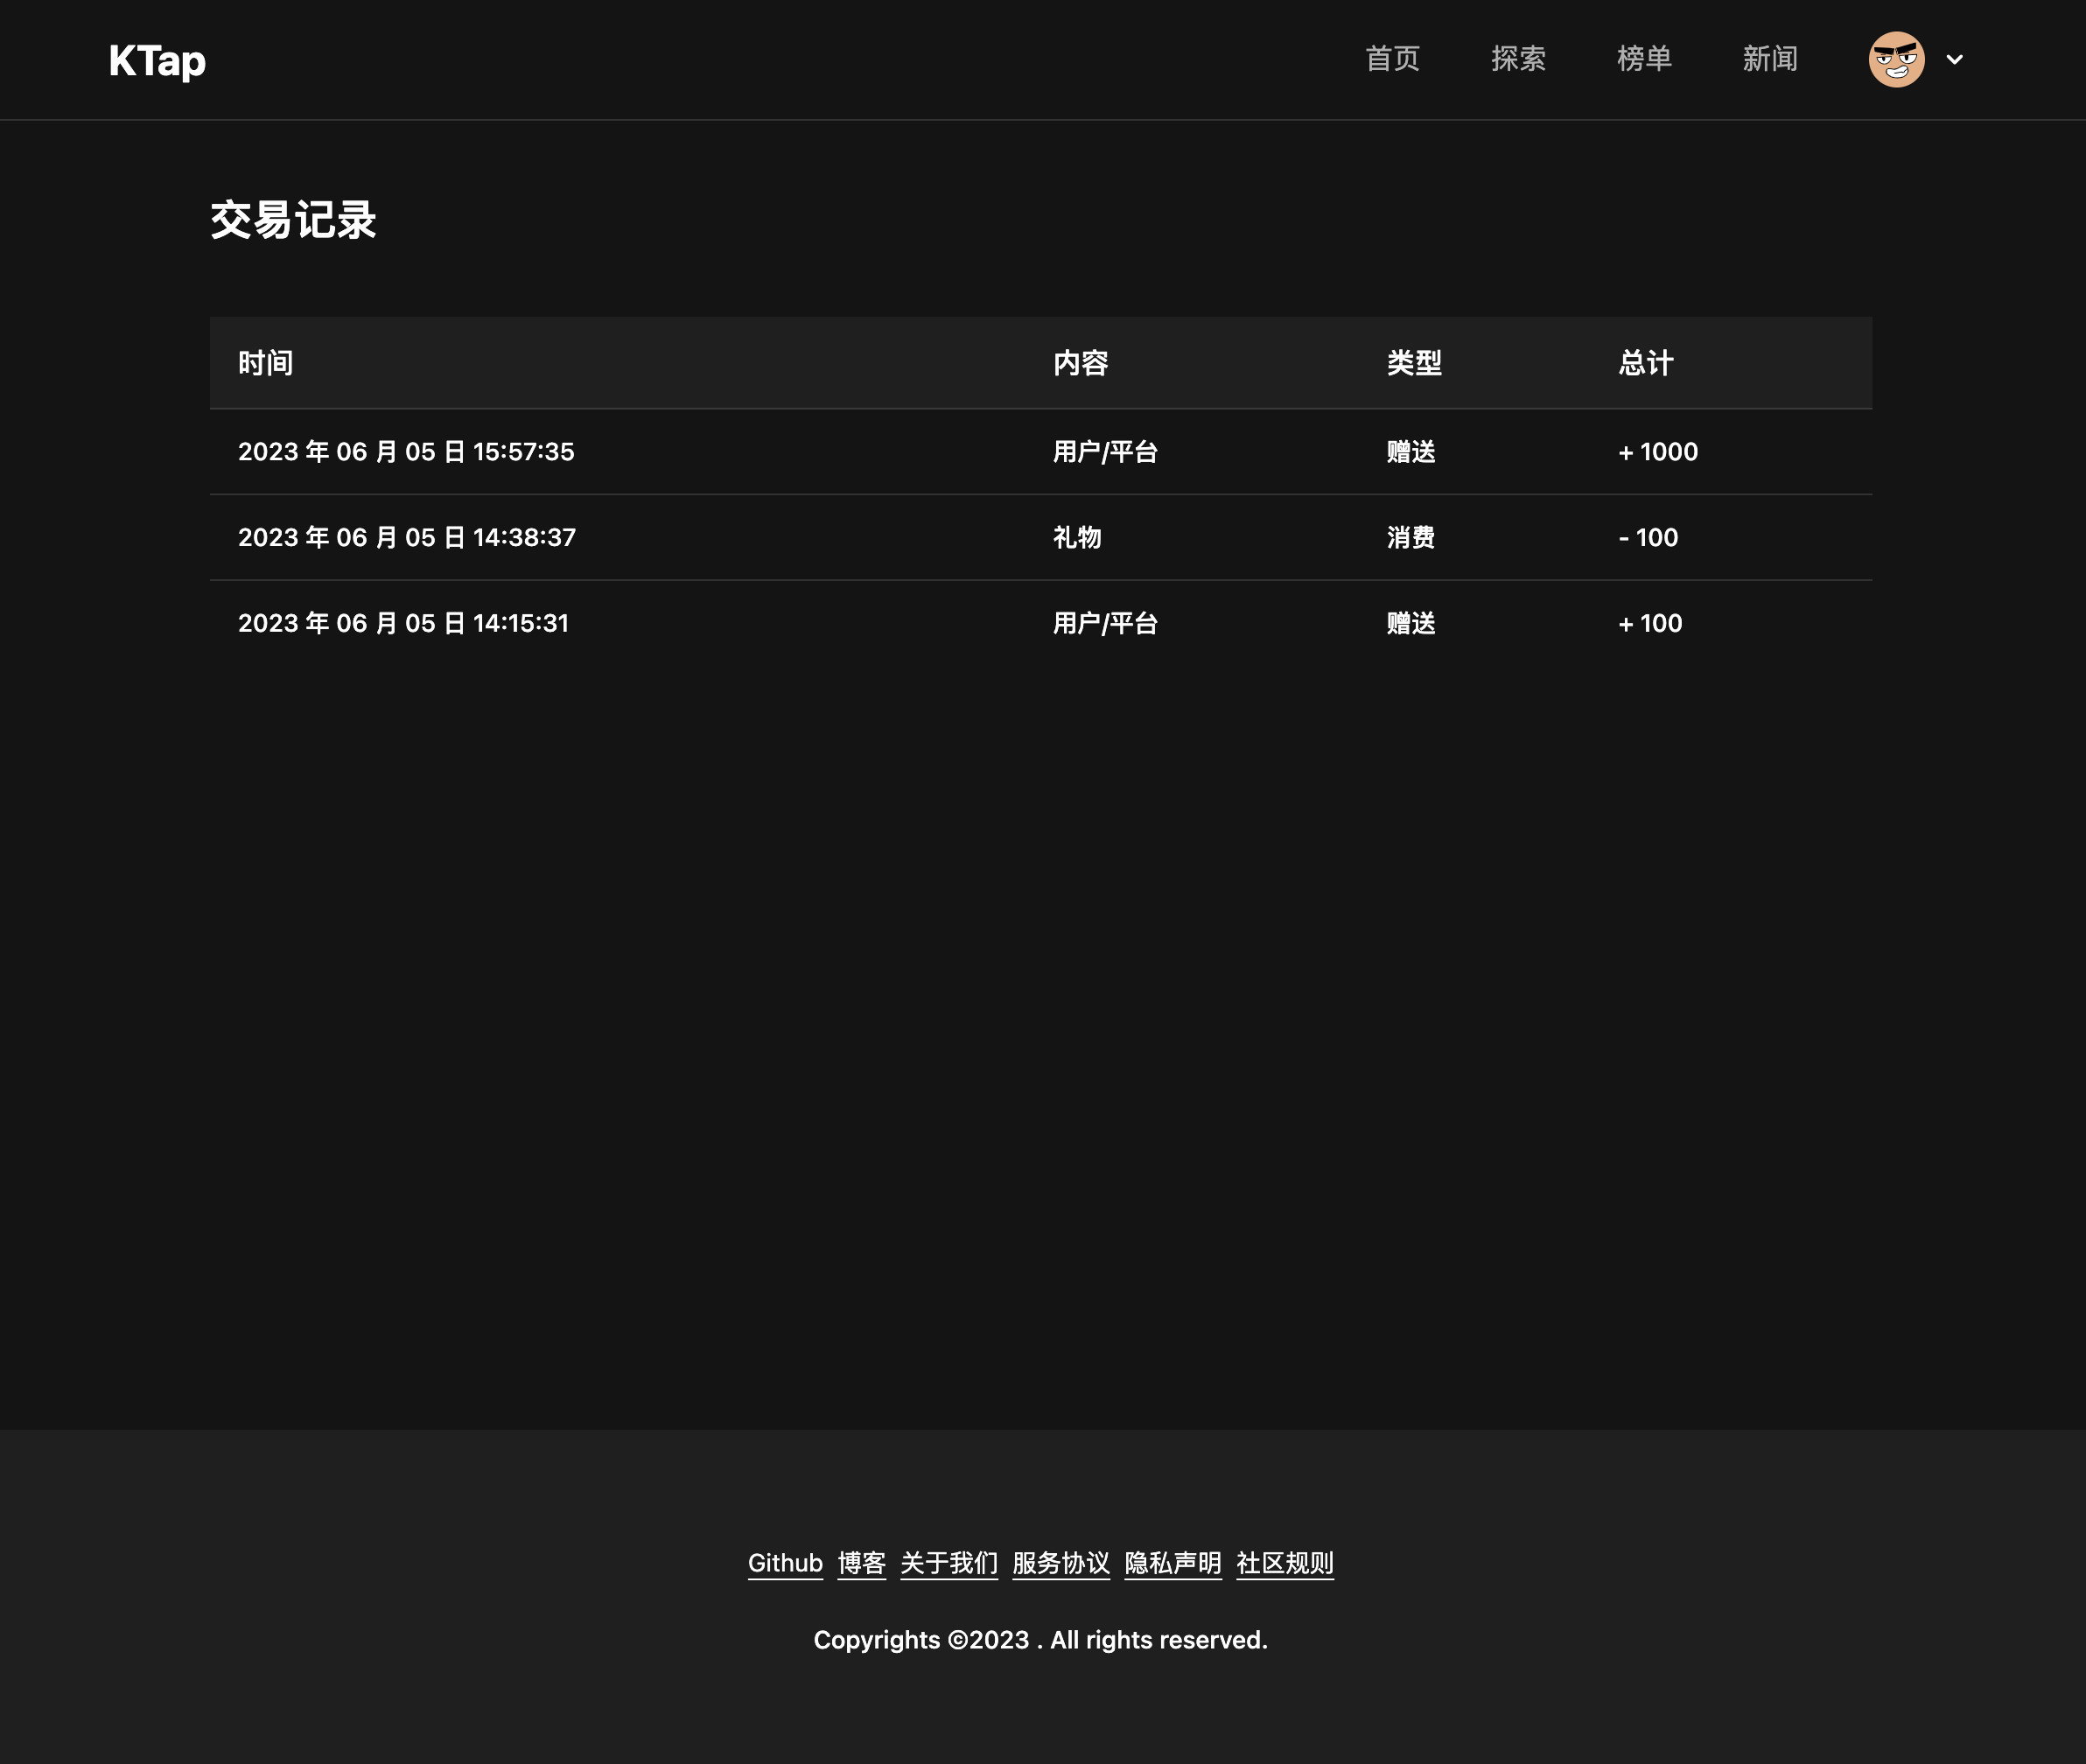 KTap 首页 探索 榜单 新闻
交易记录
时间 内容 类型 总计
2023 年 06 月 05 日 15:57:35 用户/平台 赠送 + 1000
2023 年 06 月 05 日 14:38:37 礼物 消费 - 100
2023 年 06 月 05 日 14:15:31 用户/平台 赠送 + 100
Github 博客 关于我们 服务协议 隐私声明 社区规则
Copyrights ©2023 . All rights reserved.